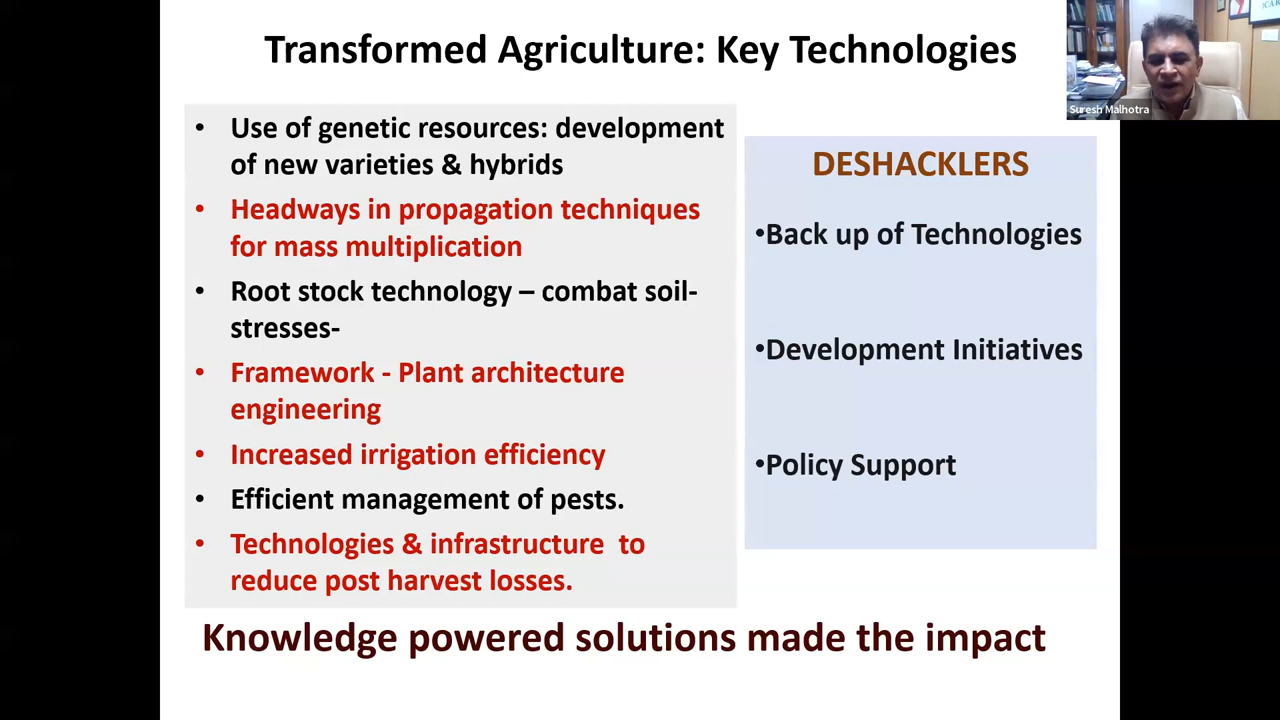 Transformed Agriculture: Key Technologies
• Use of genetic resources: development
of new varieties & hybrids
• Headways in propagation techniques
for mass multiplication
• Root stock technology – combat soil-
stresses-
• Framework - Plant architecture
engineering
• Increased irrigation efficiency
• Efficient management of pests.
• Technologies & infrastructure to
reduce post harvest losses.
DESHACKLERS
•Back up of Technologies
•Development Initiatives
•Policy Support
Knowledge powered solutions made the impact
Suresh Malhotra